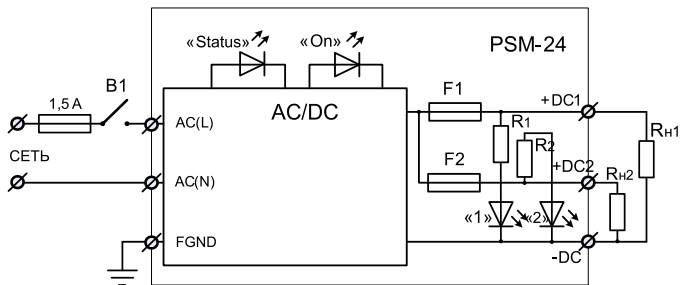 «Status»
«On»
PSM-24
B1
1,5 A
AC/DC
F1
+DC1
AC(L)
R1
Rн1
СЕТЬ
R2
F2
+DC2
AC(N)
Rн2
«1»
«2»
FGND
-DC